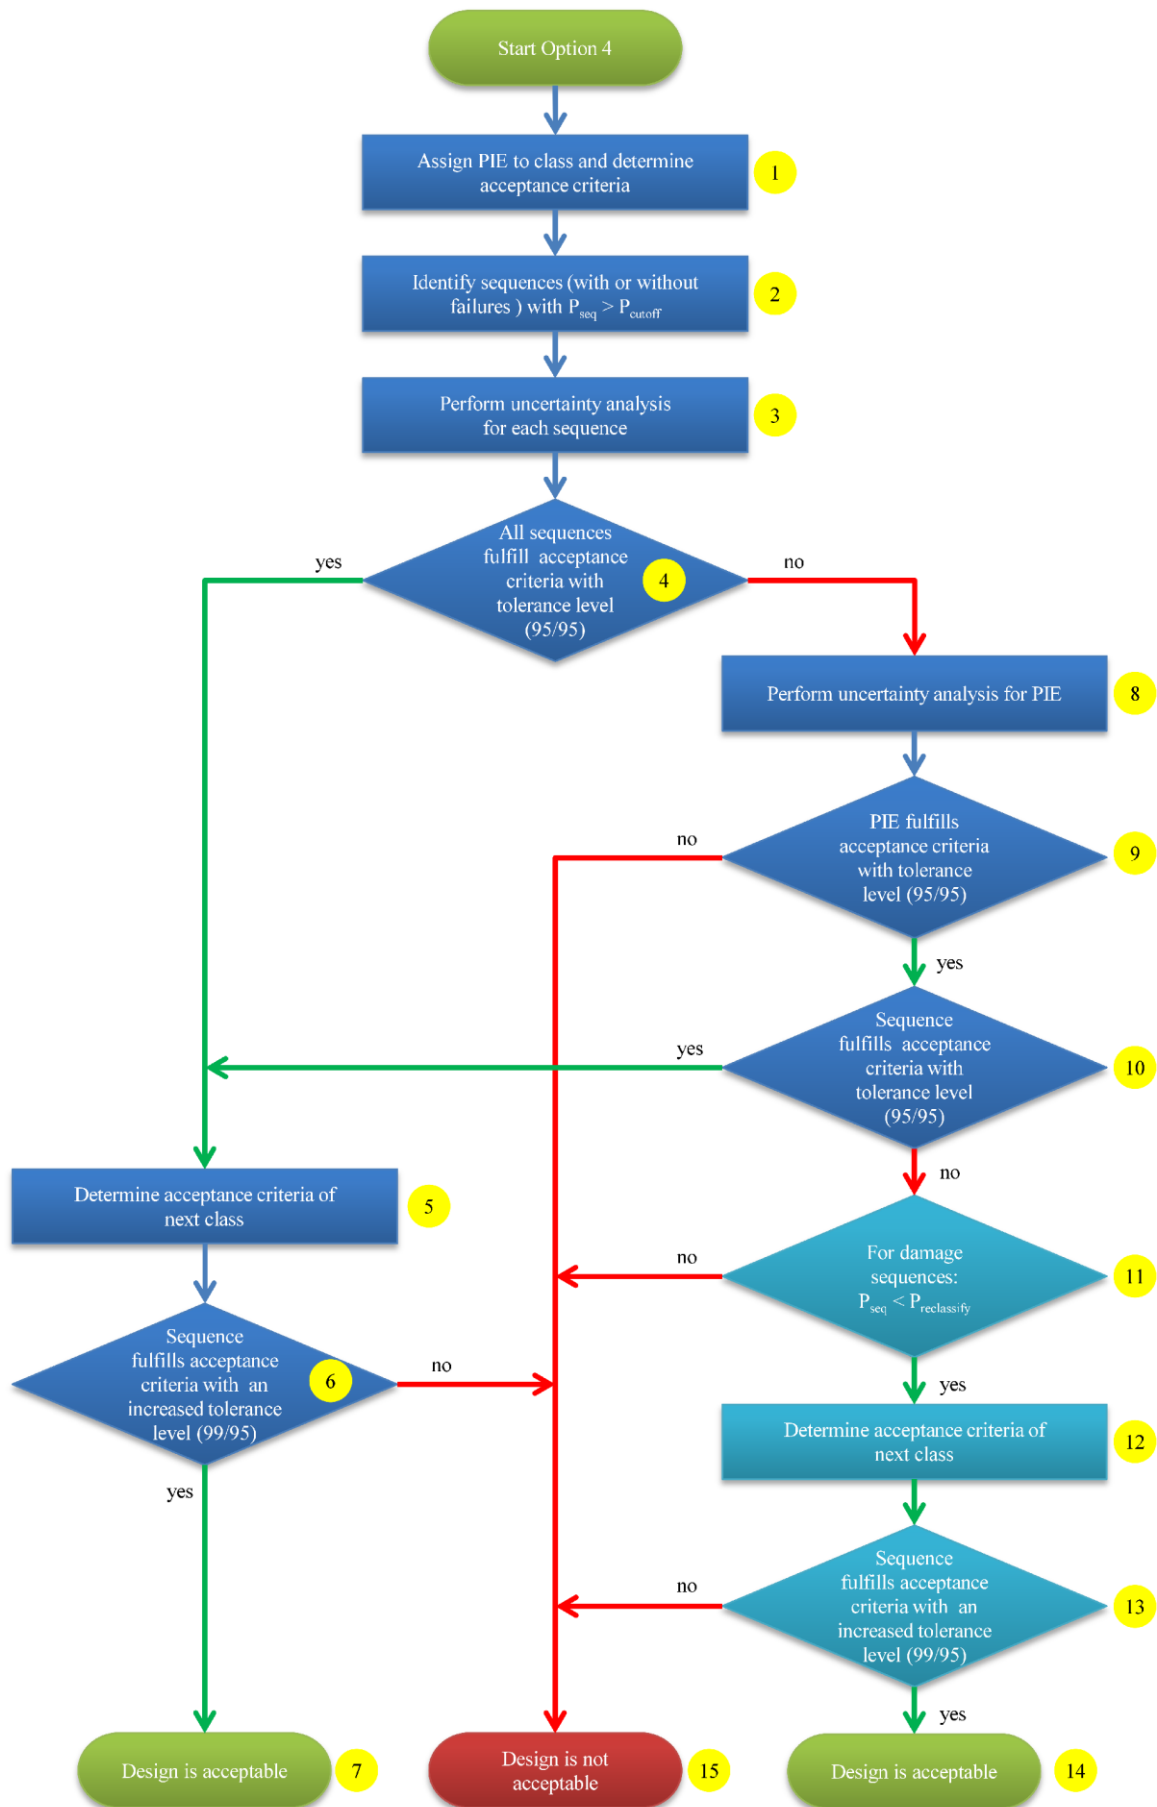 Start Option 4
Assign PIE to class and determine
acceptance criteria
1
Identify sequences (with or without
failures ) with P_seq > P_cutoff
2
Perform uncertainty analysis
for each sequence
3
All sequences
fulfill acceptance
criteria with
tolerance level
(95/95)
4
yes
no
Perform uncertainty analysis for PIE
8
PIE fulfills
acceptance criteria
with tolerance
level (95/95)
9
no
yes
Sequence
fulfills acceptance
criteria with
tolerance level
(95/95)
10
yes
no
Determine acceptance criteria of
next class
5
For damage
sequences:
P_seq < P_reclassify
11
no
yes
Sequence
fulfills acceptance
criteria with an
increased tolerance
level (99/95)
6
no
yes
Determine acceptance criteria of
next class
12
Sequence
fulfills acceptance
criteria with an
increased tolerance
level (99/95)
13
no
yes
Design is acceptable
7
Design is not
acceptable
15
Design is acceptable
14